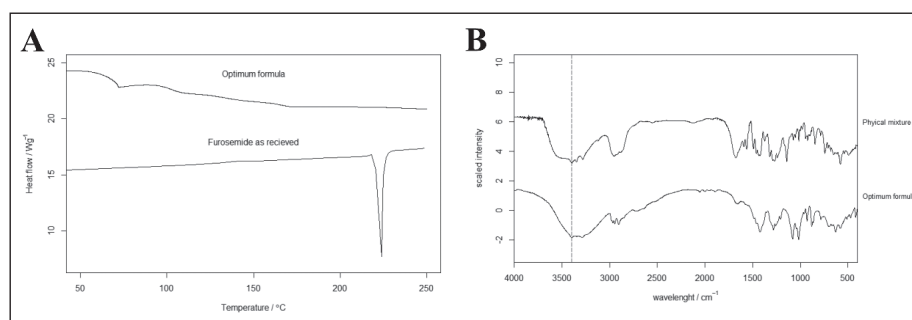 A
Optimum formula
Furosemide as recieved
Heat flow / Wg⁻¹
25
20
15
10
50
100
150
200
250
Temperature / °C
B
Phyical mixture
Optimum formul
scaled intensity
10
8
6
4
2
0
-2
4000
3500
3000
2500
2000
1500
1000
500
wavelenght / cm⁻¹